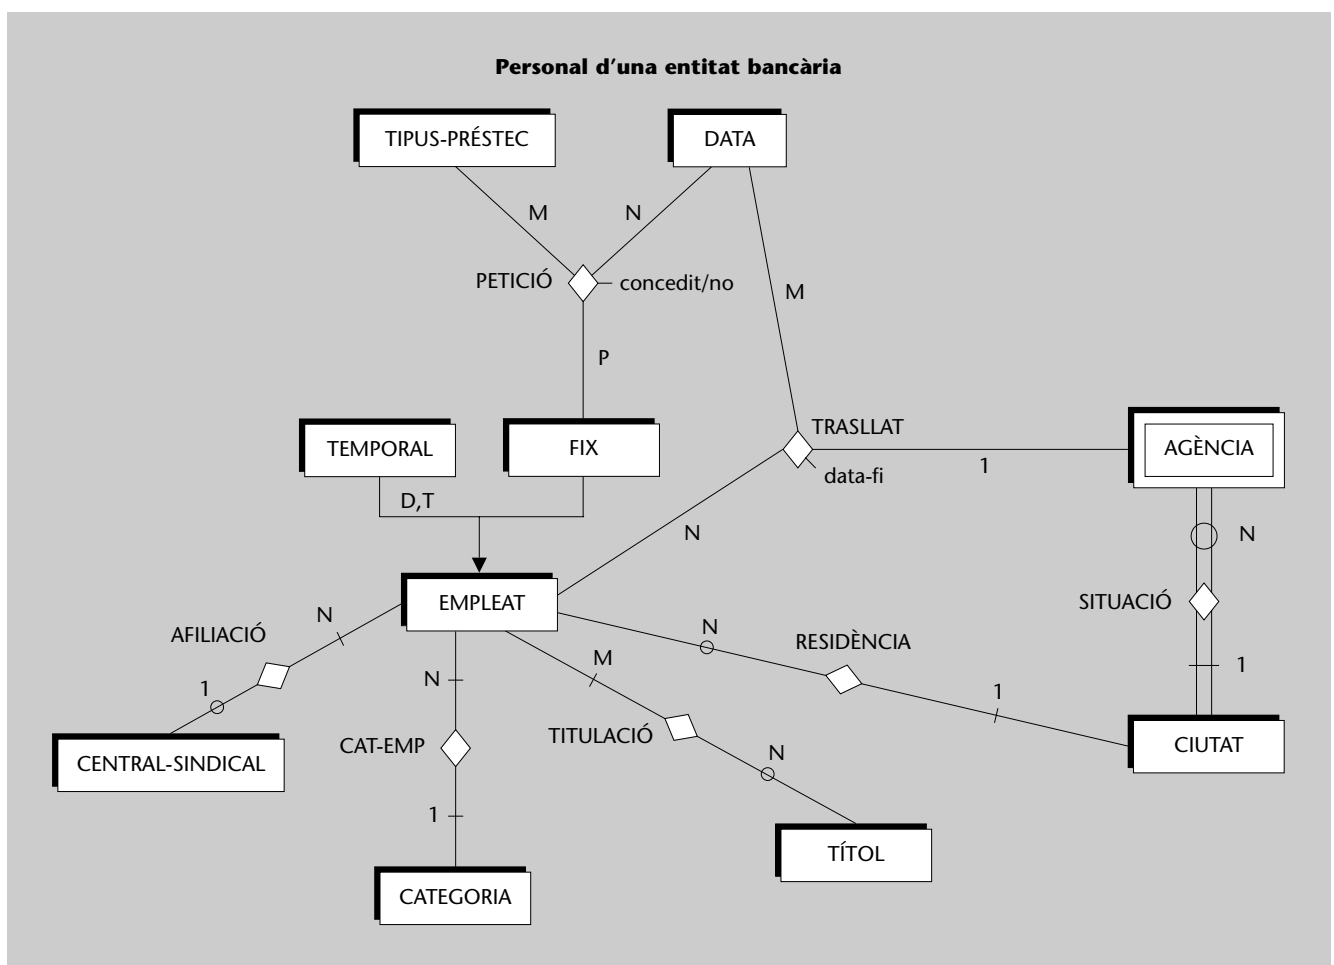 Personal d’una entitat bancària
TIPUS-PRÉSTEC
DATA
M
N
PETICIÓ
concedit/no
M
P
TEMPORAL
FIX
TRASLLAT
AGÈNCIA
1
data-fi
D,T
N
N
EMPLEAT
SITUACIÓ
N
AFILIACIÓ
N
RESIDÈNCIA
M
1
N
1
1
CAT-EMP
TITULACIÓ
N
CENTRAL-SINDICAL
CIUTAT
1
TÍTOL
CATEGORIA